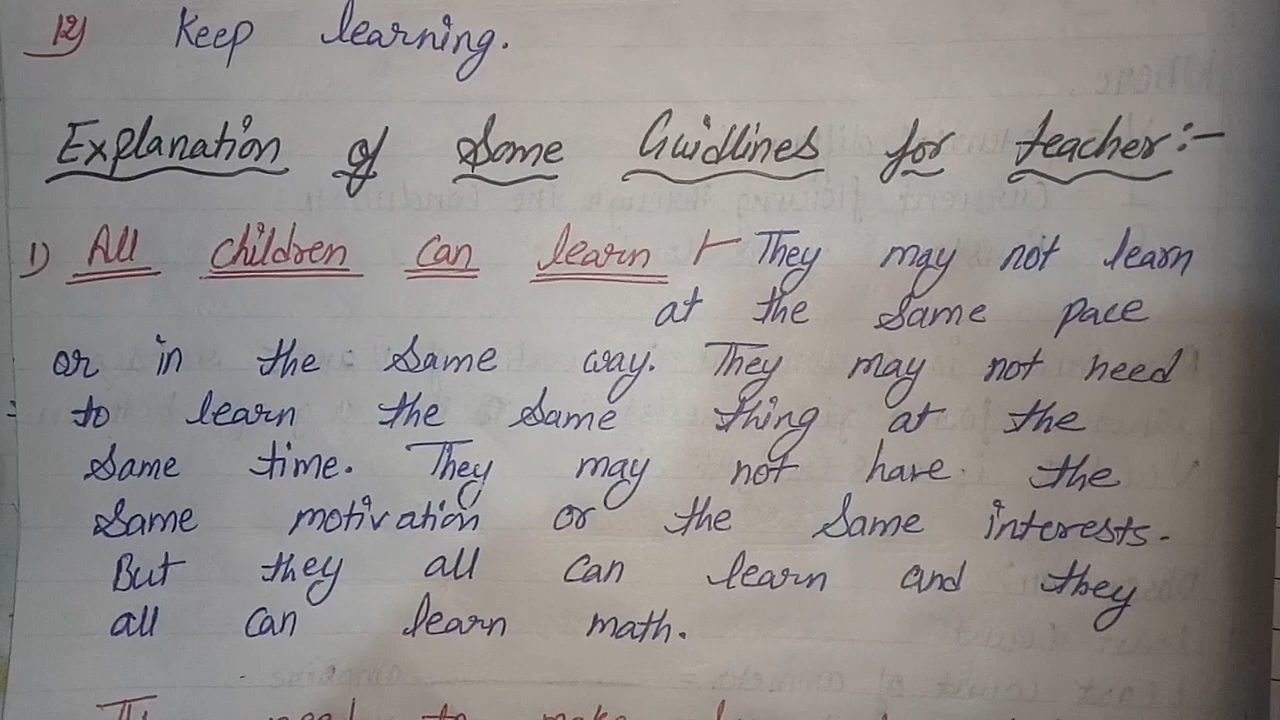 12) Keep learning.
Explanation of Some Guidlines for teacher:-
1) All children can learn :- They may not learn
at the same pace
or in the same way. They may not need
to learn the same thing at the
same time. They may not have the
same motivation or the same interests.
But they all can learn and they
all can learn math.
need to make